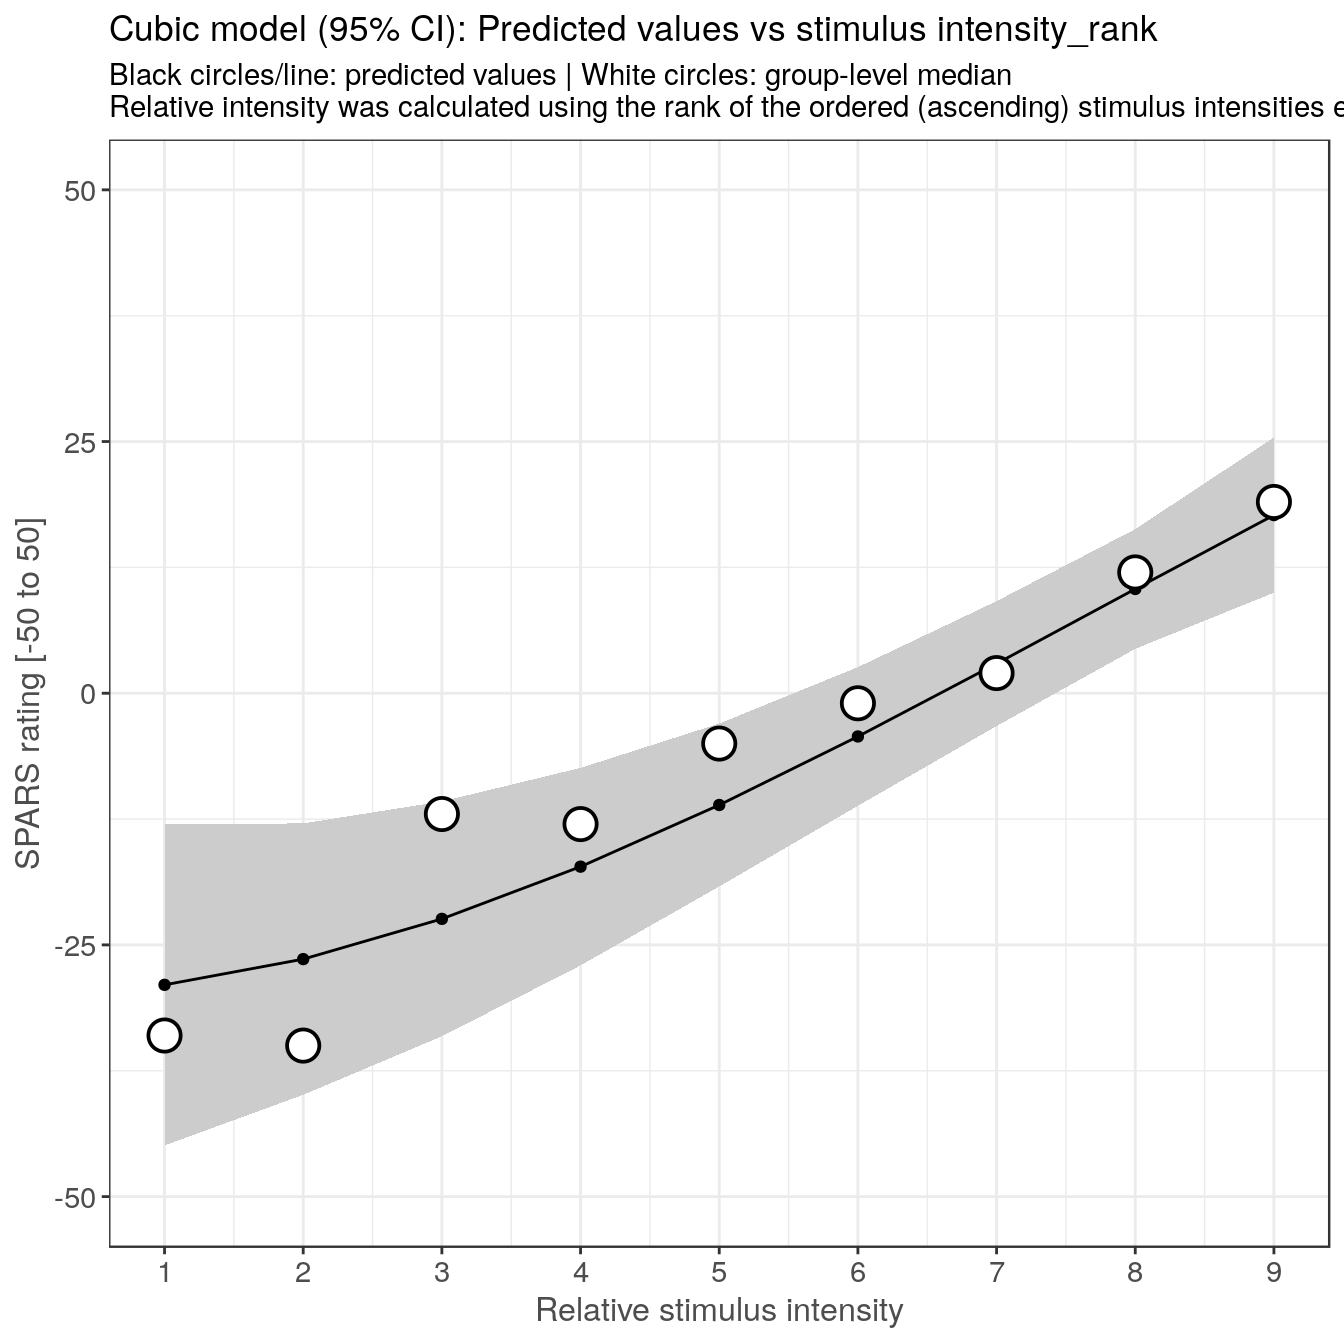 Cubic model (95% CI): Predicted values vs stimulus intensity_rank
Black circles/line: predicted values | White circles: group-level median
Relative intensity was calculated using the rank of the ordered (ascending) stimulus intensities
50
25
0
-25
-50
SPARS rating [-50 to 50]
1 2 3 4 5 6 7 8 9
Relative stimulus intensity